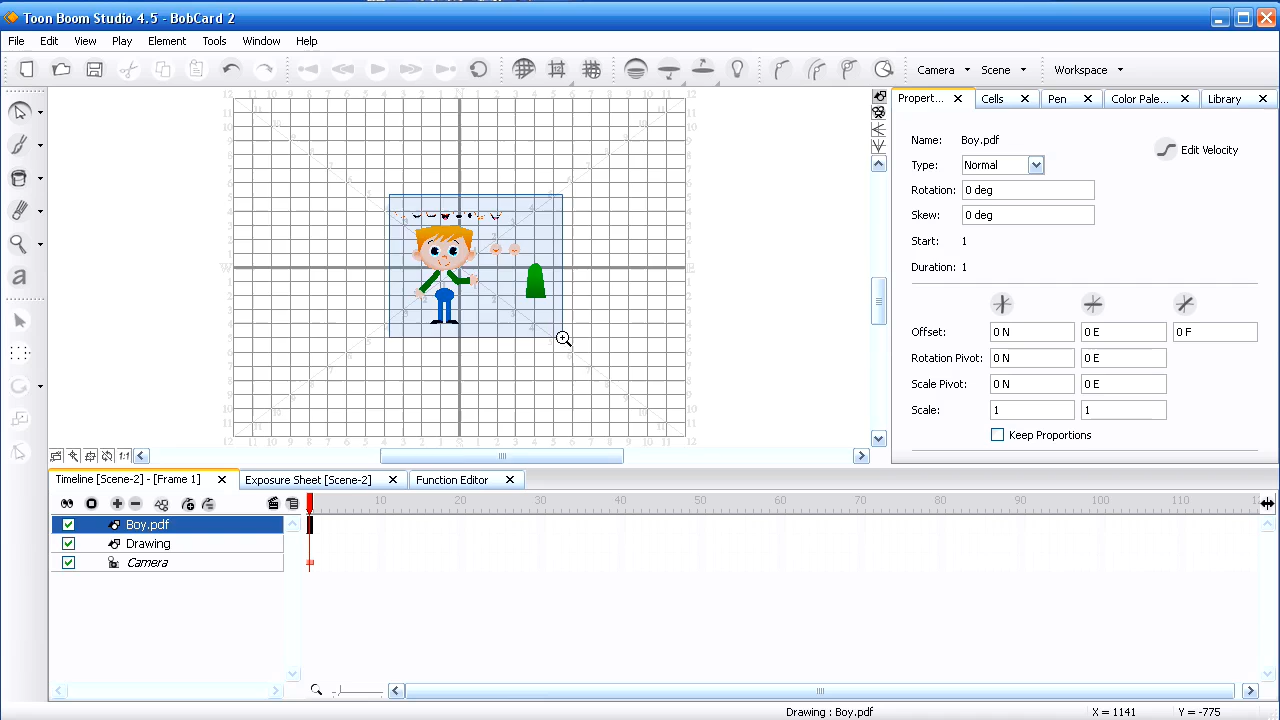 Toon Boom Studio 4.5 - BobCard 2
File Edit View Play Element Tools Window Help
Camera Scene Workspace
Propert... Cells Pen Color Pale... Library
Name: Boy.pdf
Edit Velocity
Type: Normal
Rotation: 0 deg
Skew: 0 deg
Start: 1
Duration: 1
Offset: 0 N 0 E 0 F
Rotation Pivot: 0 N 0 E
Scale Pivot: 0 N 0 E
Scale: 1 1
Keep Proportions
1:1
Timeline [Scene-2] - [Frame 1] Exposure Sheet [Scene-2] Function Editor
10 20 30 40 50 60 70 80 90 100 110
Boy.pdf
Drawing
Camera
Drawing : Boy.pdf X = 1141 Y = -775